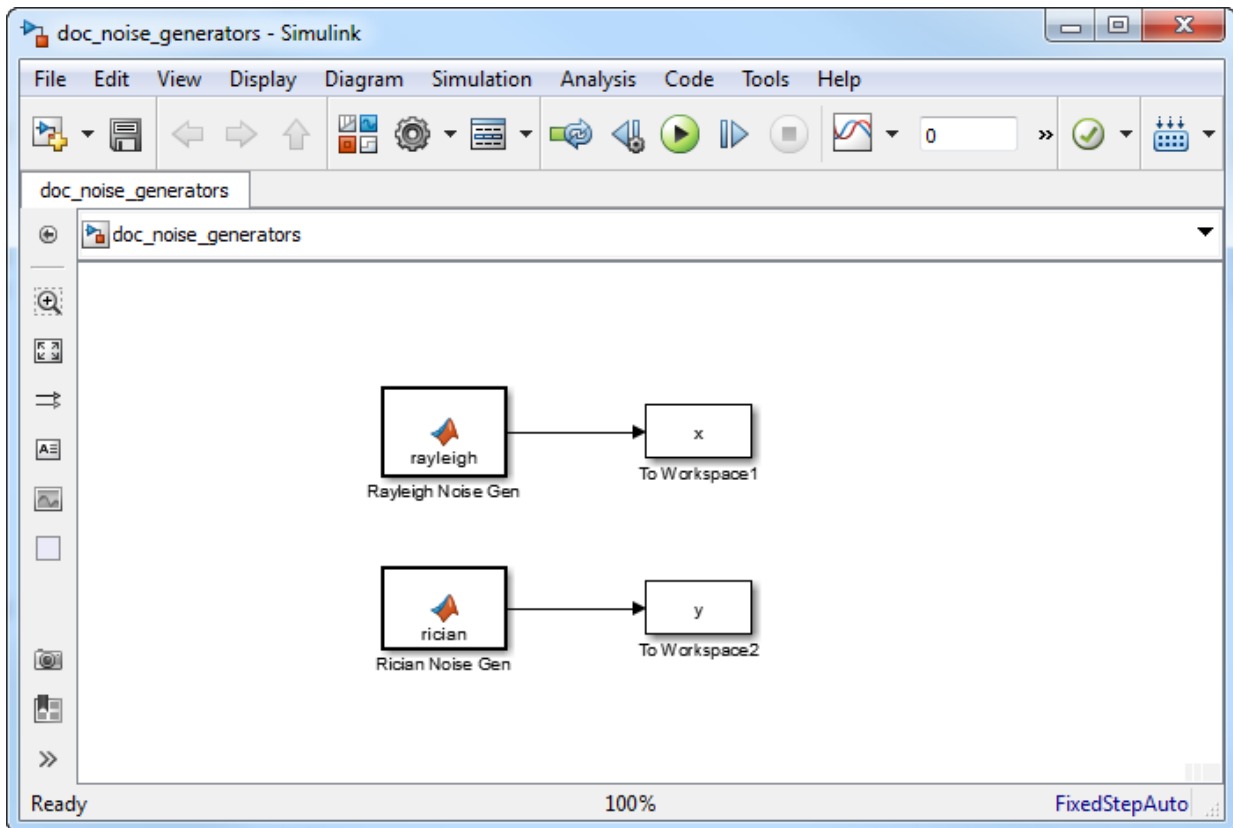 doc_noise_generators - Simulink
File Edit View Display Diagram Simulation Analysis Code Tools Help
0
doc_noise_generators
doc_noise_generators
rayleigh
Rayleigh Noise Gen
x
To Workspace1
rician
Rician Noise Gen
y
To Workspace2
Ready 100% FixedStepAuto